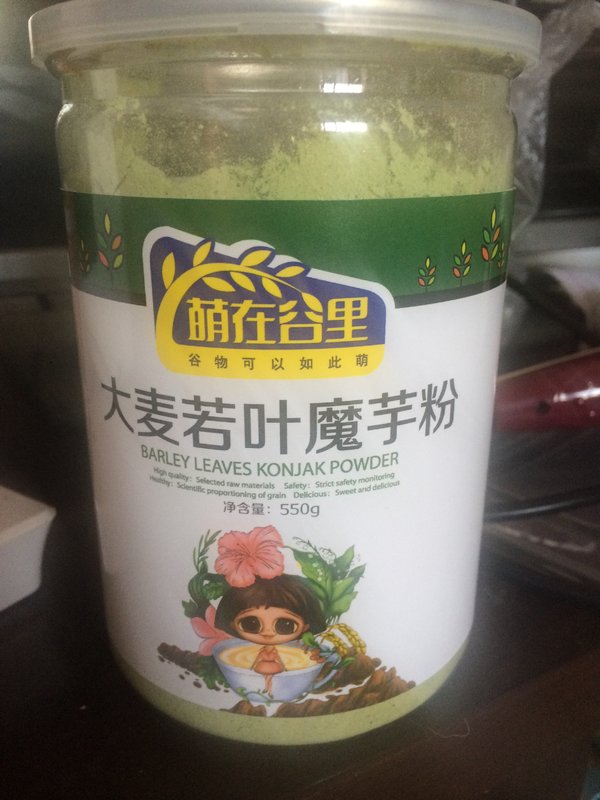 萌在谷里
谷物可以如此萌
大麦若叶魔芋粉
BARLEY LEAVES KONJAK POWDER
High quality: Selected raw materials Safety: Strict safety monitoring
Healthy: Scientific proportioning of grain Delicious: Sweet and delicious
净含量: 550g